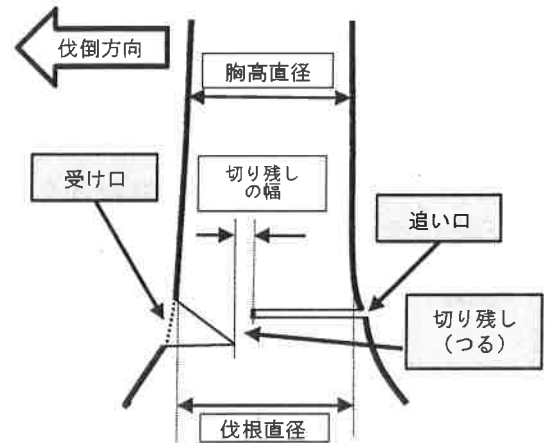 伐倒方向
胸高直径
受け口
切り残し
の幅
追い口
切り残し
(つる)
伐根直径